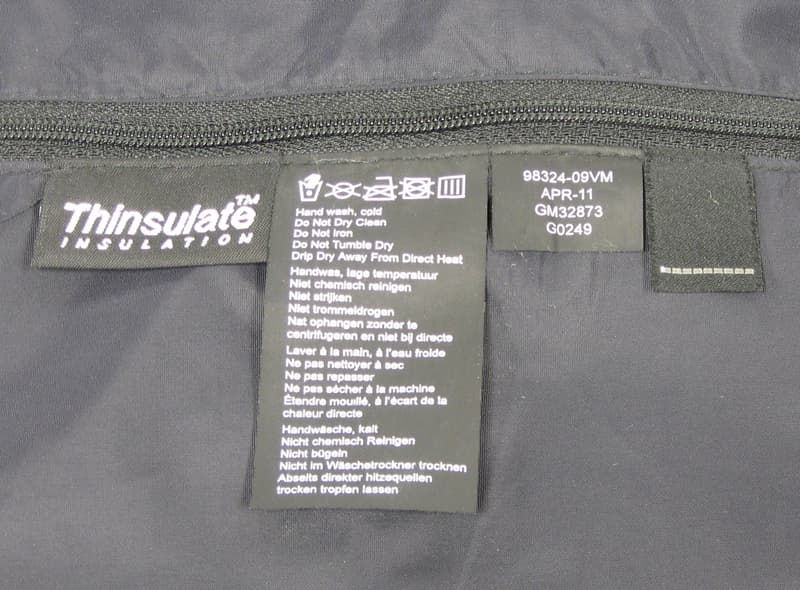 Thinsulate™
INSULATION
Hand wash, cold
Do Not Dry Clean
Do Not Iron
Do Not Tumble Dry
Drip Dry Away From Direct Heat
Handwas, lage temperatuur
Niet chemisch reinigen
Niet strijken
Niet trommeldrogen
Nat ophangen zonder te
centrifugeren en niet bij directe
Laver à la main, à l'eau froide
Ne pas nettoyer à sec
Ne pas repasser
Ne pas sécher à la machine
Étendre mouillé, à l'écart de la
chaleur directe
Handwäsche, kalt
Nicht chemisch Reinigen
Nicht bügeln
Nicht im Wäschetrockner trocknen
Abseits direkter hitzequellen
trocken tropfen lassen
98324-09VM
APR-11
GM32873
G0249